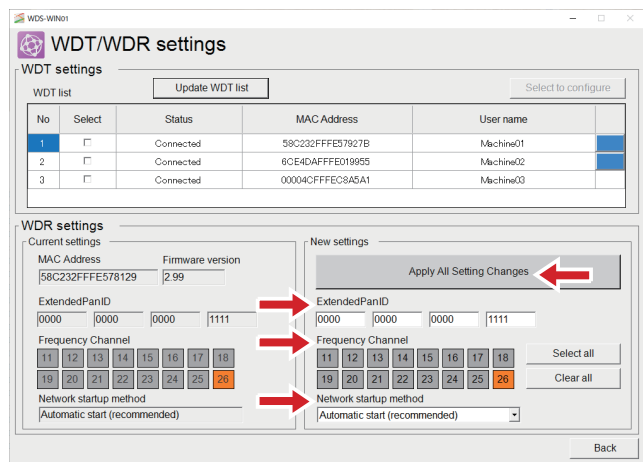 WDS-WIN01
WDT/WDR settings
WDT settings
WDT list
Update WDT list
Select to configure
No Select Status MAC Address User name
1 Connected 58C232FFFE57927B Machine01
2 Connected 6CE4DAFFFE019955 Machine02
3 Connected 00004CFFFEC8A5A1 Machine03
WDR settings
Current settings
MAC Address Firmware version
58C232FFFE578129 2.99
ExtendedPanID
0000 0000 0000 1111
Frequency Channel
11 12 13 14 15 16 17 18
19 20 21 22 23 24 25 26
Network startup method
Automatic start (recommended)
New settings
Apply All Setting Changes
ExtendedPanID
0000 0000 0000 1111
Frequency Channel
11 12 13 14 15 16 17 18 Select all
19 20 21 22 23 24 25 26 Clear all
Network startup method
Automatic start (recommended)
Back